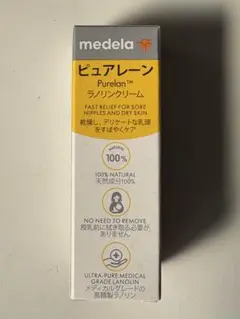 medela
ピュアレーン
Purelan™
ラノリンクリーム
FAST RELIEF FOR SORE
NIPPLES AND DRY SKIN
乾燥し、デリケートな乳頭
をすばやくケア
NATURAL
100%
100% NATURAL
天然成分100%
NO NEED TO REMOVE
授乳前に拭き取る必要が
ありません。
ULTRA-PURE MEDICAL
GRADE LANOLIN
メディカルグレードの
高精製ラノリン